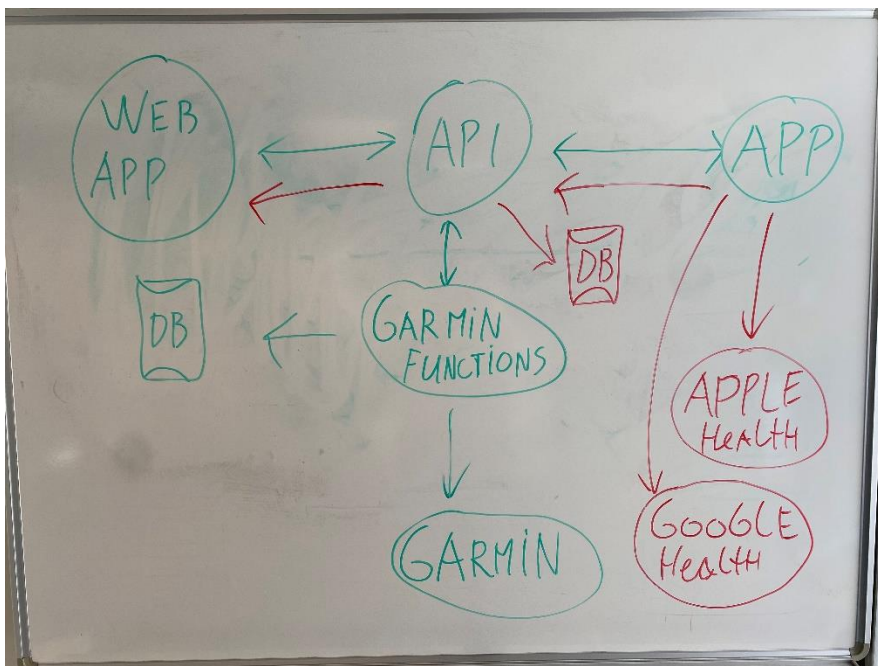 WEB
APP
API
APP
DB
DB
GARMiN
FUNCTiONS
APPLE
HeALtH
GOOGLE
HeaLtH
GARMiN